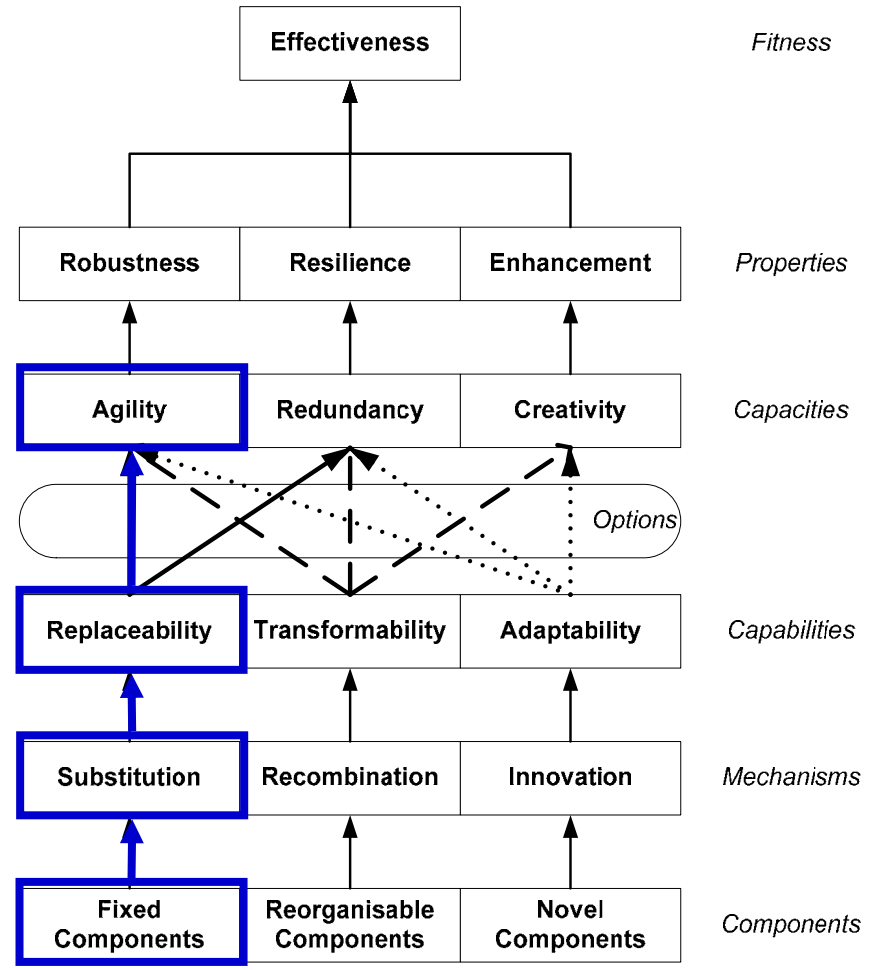 Effectiveness
Fitness
Robustness
Resilience
Enhancement
Properties
Agility
Redundancy
Creativity
Capacities
Options
Replaceability
Transformability
Adaptability
Capabilities
Substitution
Recombination
Innovation
Mechanisms
Fixed
Components
Reorganisable
Components
Novel
Components
Components